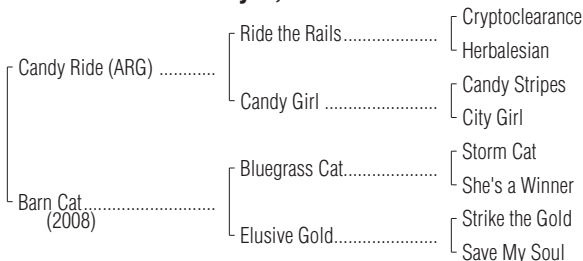 Cryptoclearance
Ride the Rails....................
Herbalesian
Candy Ride (ARG) ............
Candy Stripes
Candy Girl ........................
City Girl
Storm Cat
Bluegrass Cat....................
She's a Winner
Barn Cat............................
(2008)
Strike the Gold
Elusive Gold......................
Save My Soul